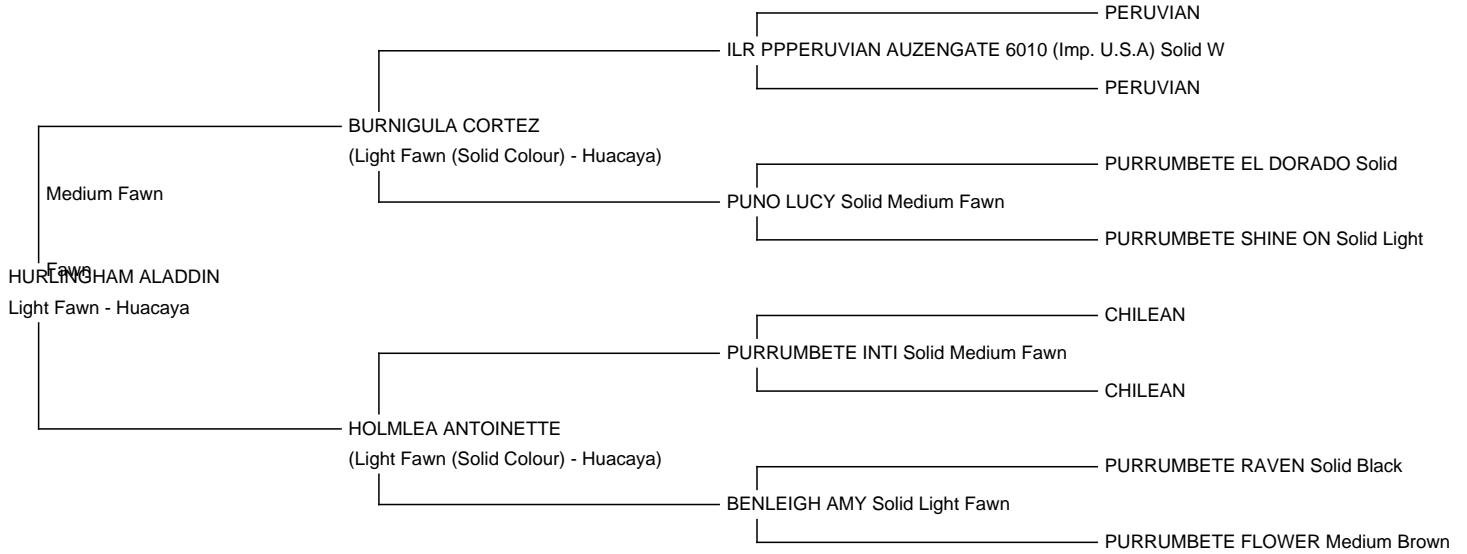 PERUVIAN
ILR PPPERUVIAN AUZENGATE 6010 (Imp. U.S.A) Solid W
PERUVIAN
BURNIGULA CORTEZ
(Light Fawn (Solid Colour) - Huacaya)
PURRUMBETE EL DORADO Solid
Medium Fawn
PUNO LUCY Solid Medium Fawn
PURRUMBETE SHINE ON Solid Light
Fawn
HURLINGHAM ALADDIN
Light Fawn - Huacaya
CHILEAN
PURRUMBETE INTI Solid Medium Fawn
CHILEAN
HOLMLEA ANTOINETTE
(Light Fawn (Solid Colour) - Huacaya)
PURRUMBETE RAVEN Solid Black
BENLEIGH AMY Solid Light Fawn
PURRUMBETE FLOWER Medium Brown